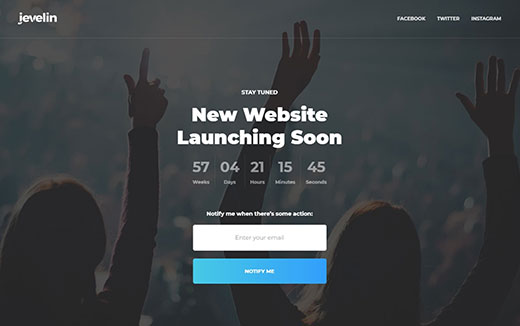 jevelin
FACEBOOK TWITTER INSTAGRAM
STAY TUNED
New Website
Launching Soon
57 04 21 15 45
Weeks Days Hours Minutes Seconds
Notify me when there's some action:
Enter your email
NOTIFY ME